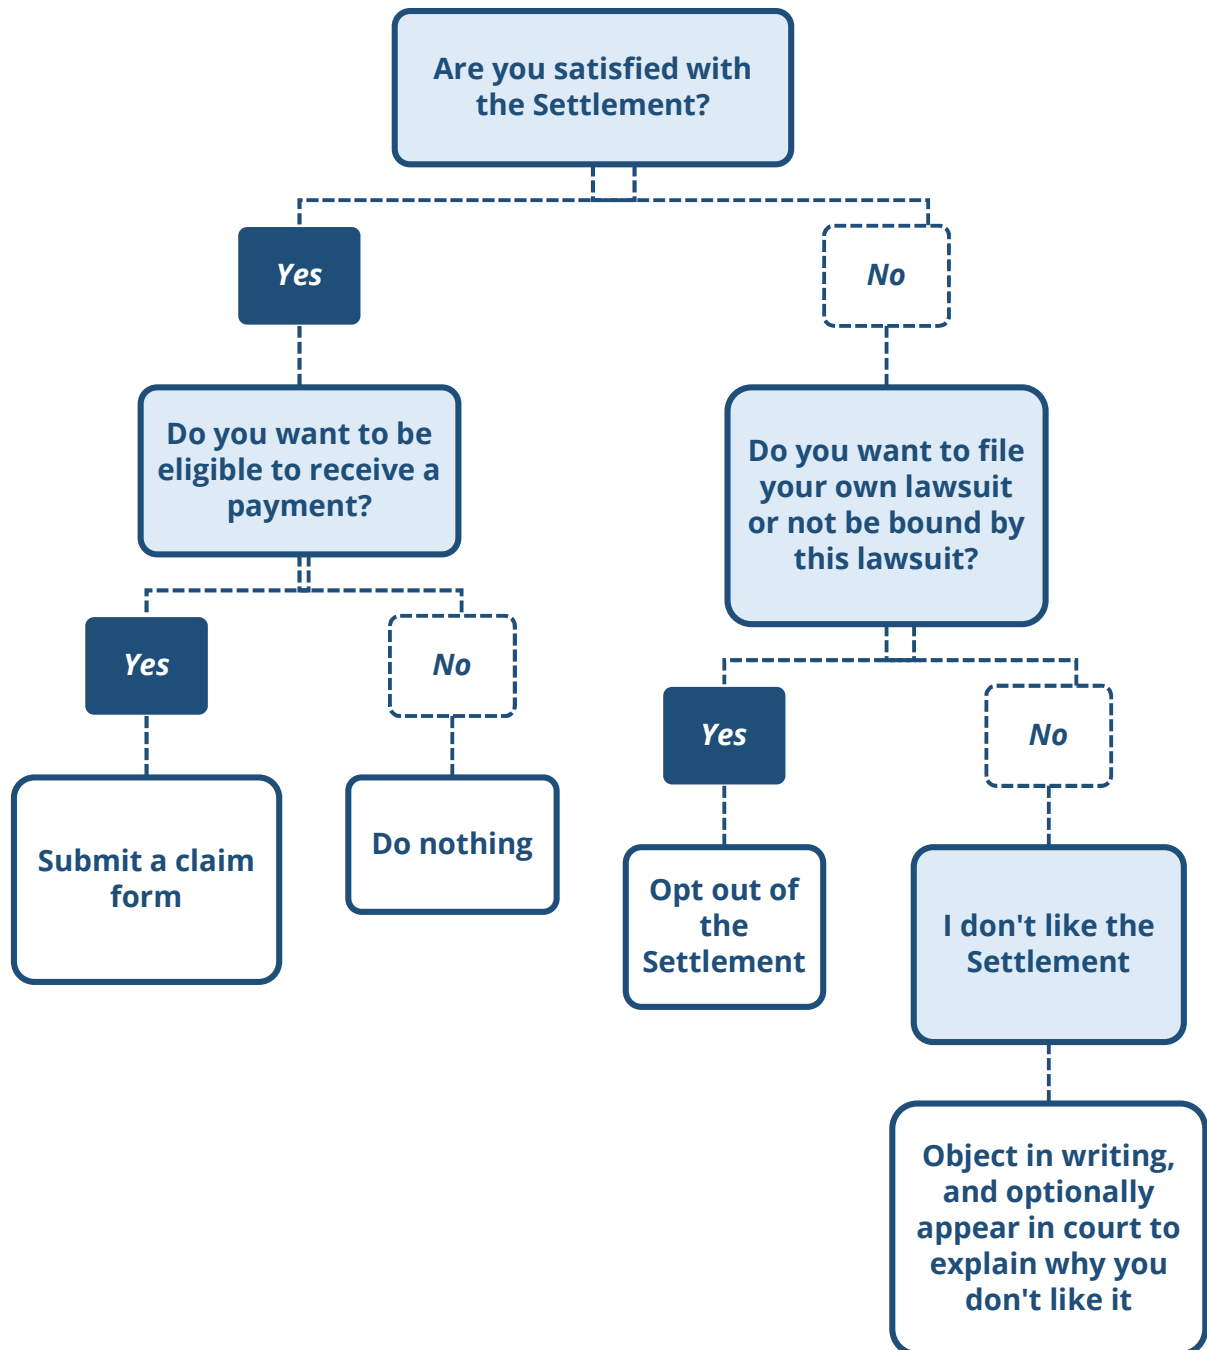 Are you satisfied with
the Settlement?
Yes
No
Do you want to be
eligible to receive a
payment?
Do you want to file
your own lawsuit
or not be bound by
this lawsuit?
Yes
No
Yes
No
Submit a claim
form
Do nothing
Opt out of
the
Settlement
I don't like the
Settlement
Object in writing,
and optionally
appear in court to
explain why you
don't like it